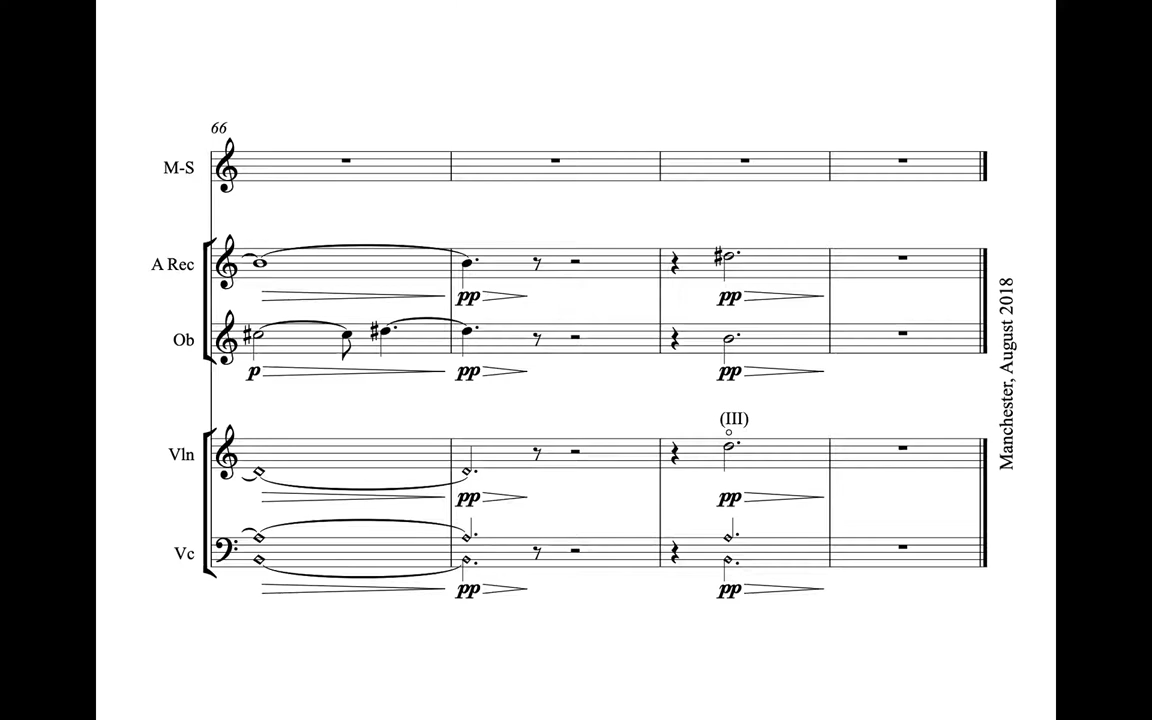 66
M-S
A Rec
pp
pp
Ob
p
pp
pp
(III)
Vln
pp
pp
Vc
pp
pp
Manchester, August 2018